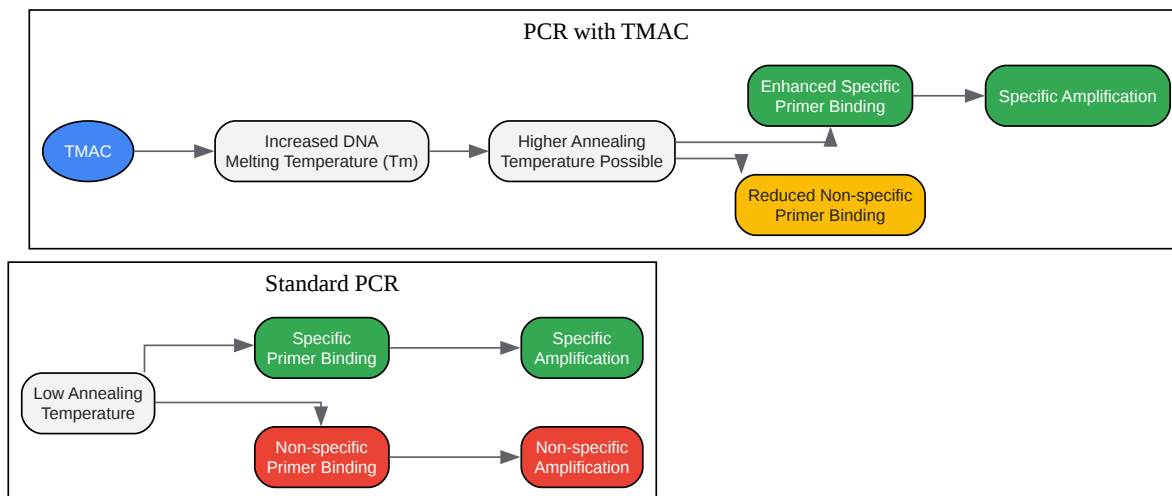 PCR with TMAC
TMAC
Increased DNA
Melting Temperature (Tm)
Higher Annealing
Temperature Possible
Enhanced Specific
Primer Binding
Specific Amplification
Reduced Non-specific
Primer Binding
Standard PCR
Low Annealing
Temperature
Specific
Primer Binding
Specific
Amplification
Non-specific
Primer Binding
Non-specific
Amplification